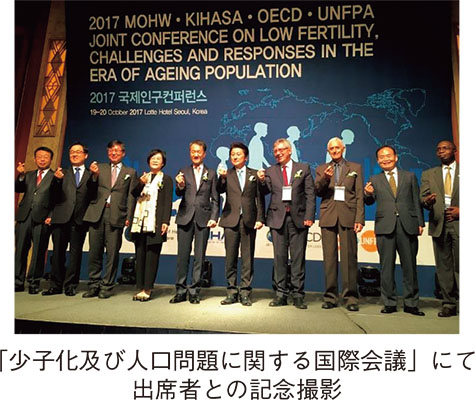 2017 MOHW・KIHASA・OECD・UNFPA
JOINT CONFERENCE ON LOW FERTILITY,
CHALLENGES AND RESPONSES IN THE
ERA OF AGEING POPULATION
2017 국제인구컨퍼런스
19-20 October 2017 Lotte Hotel Seoul, Korea
UNFPA
「少子化及び人口問題に関する国際会議」にて
出席者との記念撮影